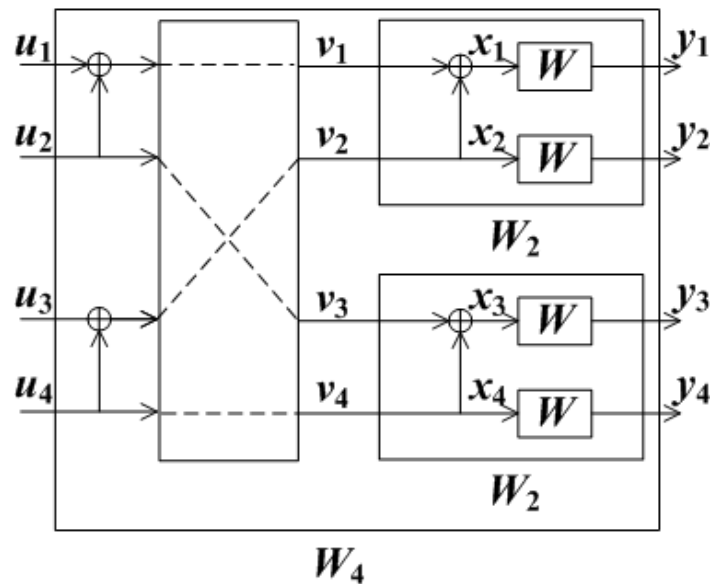 u1 v1 x1 W y1
u2 v2 x2 W y2
W2
u3 v3 x3 W y3
u4 v4 x4 W y4
W2
W4